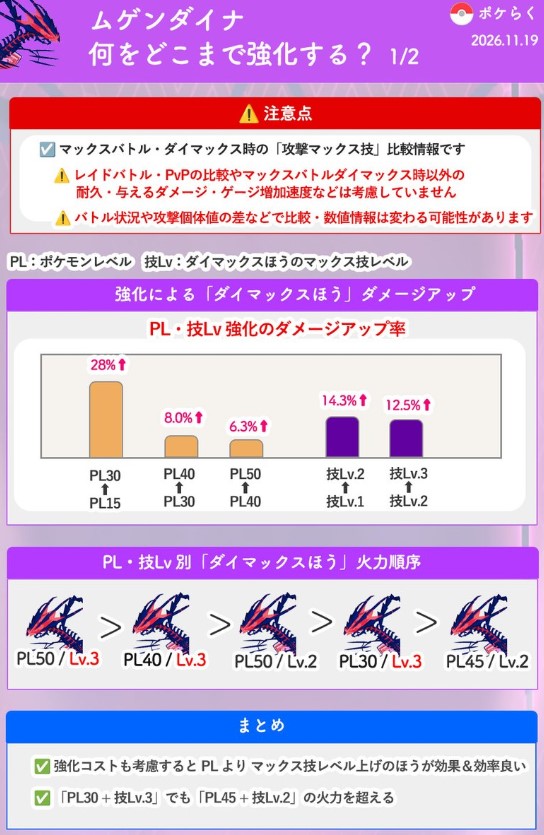 ムゲンダイナ
ポケらく
何をどこまで強化する？ 1/2
2026.11.19
⚠️ 注意点
☑️ マックスバトル・ダイマックス時の「攻撃マックス技」比較情報です
⚠️ レイドバトル・PvPの比較やマックスバトルダイマックス時以外の
耐久・与えるダメージ・ゲージ増加速度などは考慮していません
⚠️ バトル状況や攻撃個体値の差などで比較・数値情報は変わる可能性があります
PL：ポケモンレベル 技Lv：ダイマックスほうのマックス技レベル
強化による「ダイマックスほう」ダメージアップ
PL・技Lv 強化のダメージアップ率
28%⬆ 8.0%⬆ 6.3%⬆ 14.3%⬆ 12.5%⬆
PL30 PL40 PL50 技Lv.2 技Lv.3
⬆ ⬆ ⬆ ⬆ ⬆
PL15 PL30 PL40 技Lv.1 技Lv.2
PL・技Lv 別「ダイマックスほう」火力順序
> > > >
PL50 / Lv.3 PL40 / Lv.3 PL50 / Lv.2 PL30 / Lv.3 PL45 / Lv.2
まとめ
✅ 強化コストも考慮すると PL より マックス技レベル上げのほうが効果＆効率良い
✅ 「PL30 + 技Lv.3」でも「PL45 + 技Lv.2」の火力を超える